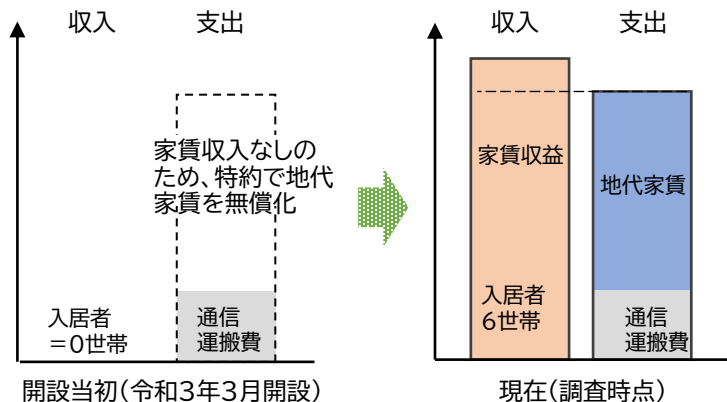 収入
支出
家賃収入なしの
ため、特約で地代
家賃を無償化
入居者
＝0世帯
通信
運搬費
開設当初(令和3年3月開設)
収入
支出
家賃収益
地代家賃
入居者
6世帯
通信
運搬費
現在(調査時点)